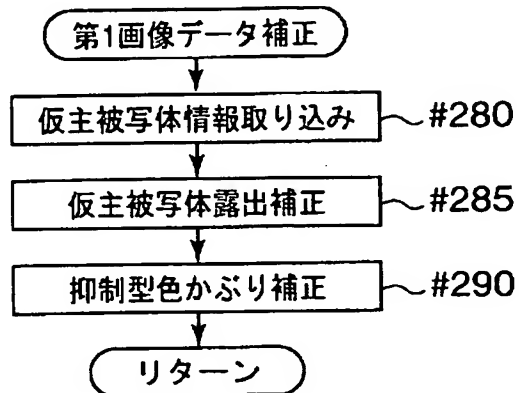 第1画像データ補正
仮主被写体情報取り込み #280
仮主被写体露出補正 #285
抑制型色かぶり補正 #290
リターン